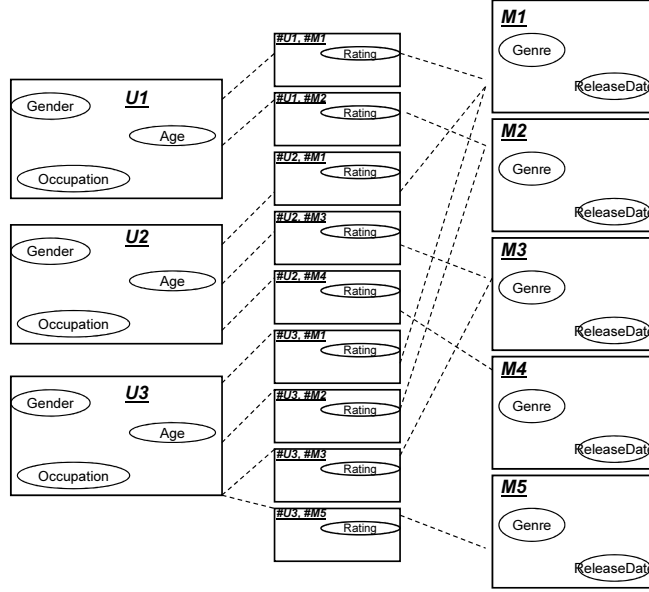 U1
Gender
Age
Occupation
U2
Gender
Age
Occupation
U3
Gender
Age
Occupation
#U1, #M1
Rating
#U1, #M2
Rating
#U2, #M1
Rating
#U2, #M3
Rating
#U2, #M4
Rating
#U3, #M1
Rating
#U3, #M2
Rating
#U3, #M3
Rating
#U3, #M5
Rating
M1
Genre
ReleaseDate
M2
Genre
ReleaseDate
M3
Genre
ReleaseDate
M4
Genre
ReleaseDate
M5
Genre
ReleaseDate